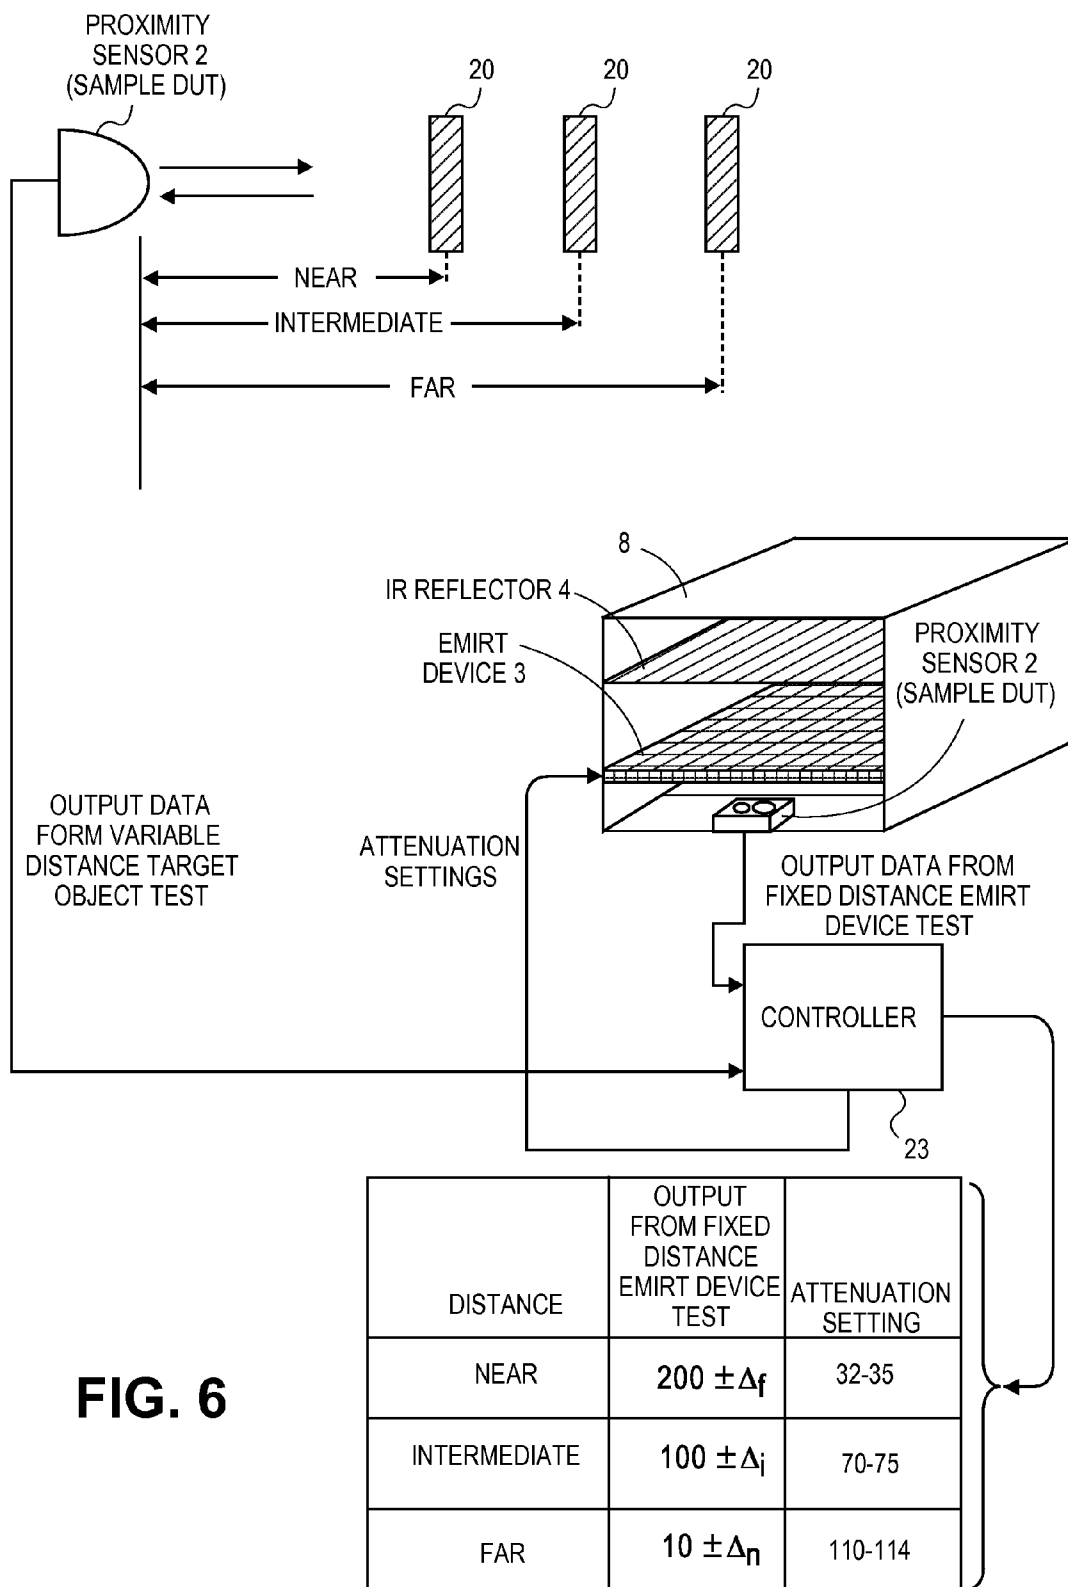 PROXIMITY
SENSOR 2
(SAMPLE DUT)
20
20
20
NEAR
INTERMEDIATE
FAR
8
IR REFLECTOR 4
EMIRT
DEVICE 3
PROXIMITY
SENSOR 2
(SAMPLE DUT)
OUTPUT DATA
FORM VARIABLE
DISTANCE TARGET
OBJECT TEST
ATTENUATION
SETTINGS
OUTPUT DATA FROM
FIXED DISTANCE EMIRT
DEVICE TEST
CONTROLLER
23
DISTANCE
OUTPUT
FROM FIXED
DISTANCE
EMIRT DEVICE
TEST
ATTENUATION
SETTING
NEAR
200 ±Δf
32-35
INTERMEDIATE
100 ±Δi
70-75
FAR
10 ±Δn
110-114
FIG. 6